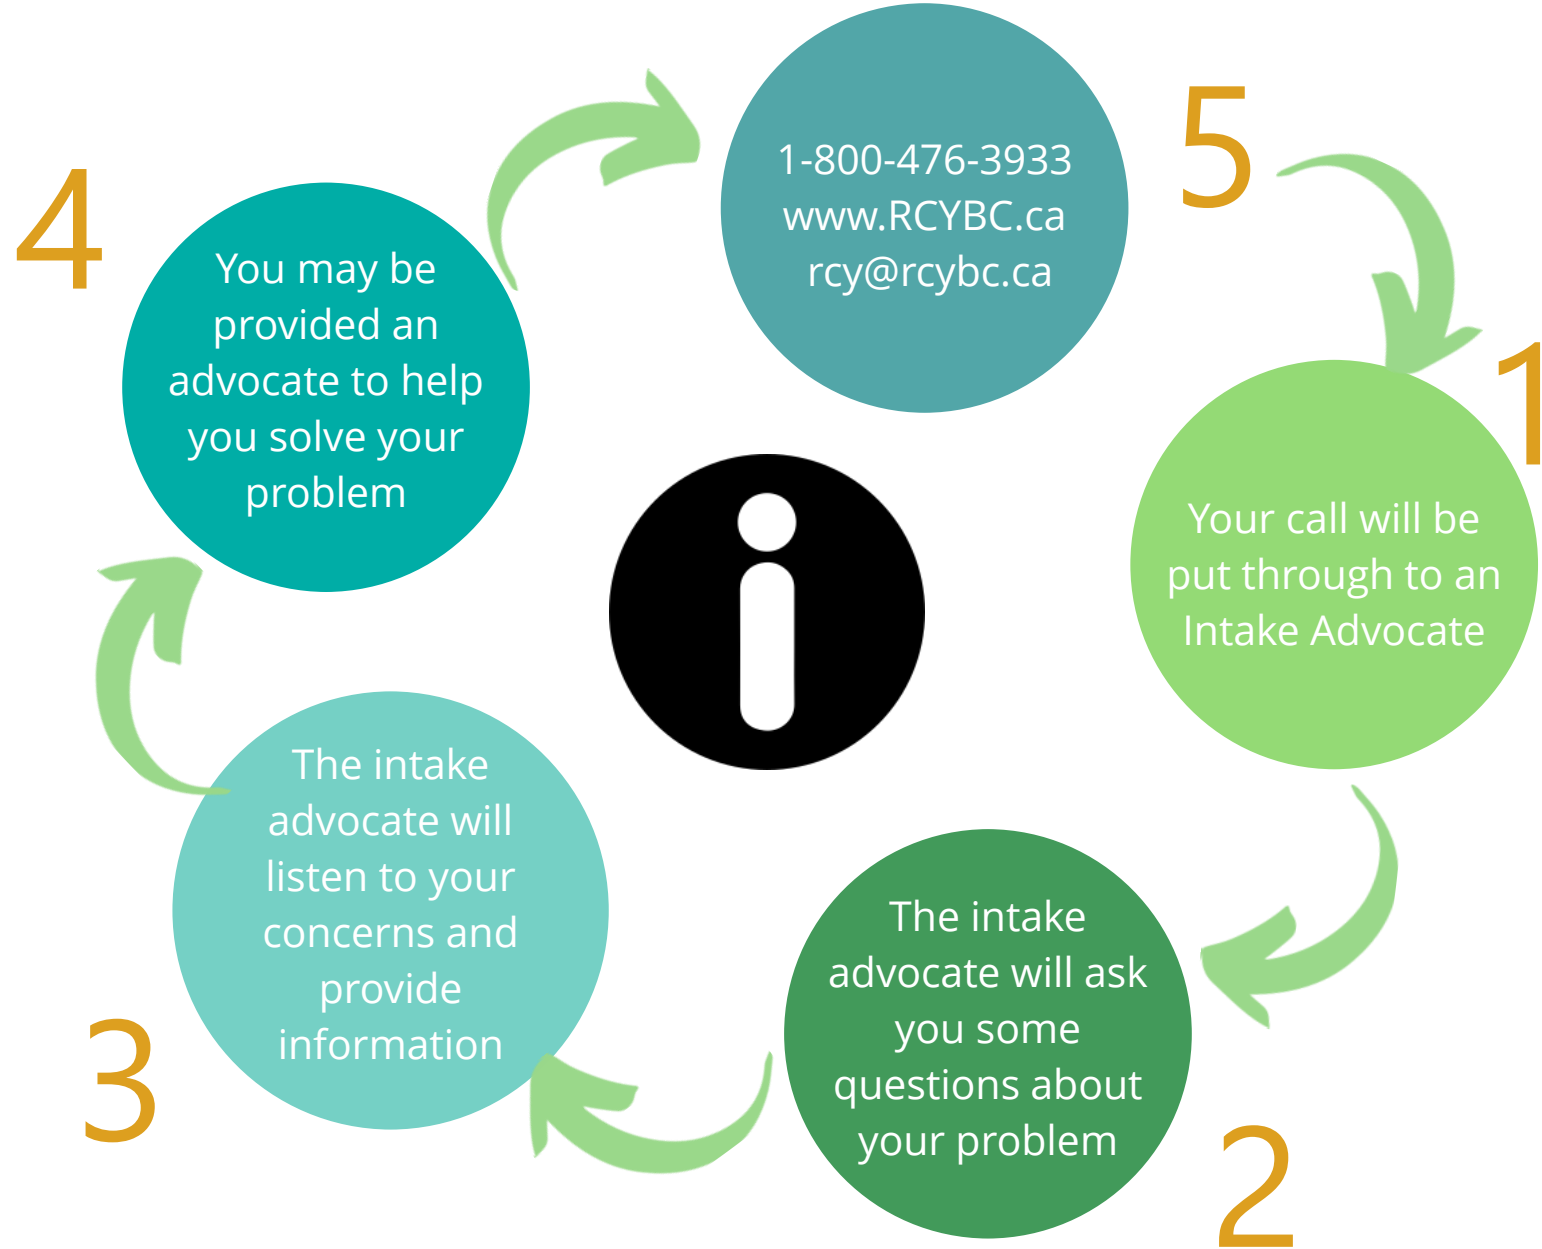 1
Your call will be
put through to an
Intake Advocate
2
The intake
advocate will ask
you some
questions about
your problem
3
The intake
advocate will
listen to your
concerns and
provide
information
4
You may be
provided an
advocate to help
you solve your
problem
5
1-800-476-3933
www.RCYBC.ca
rcy@rcybc.ca
i